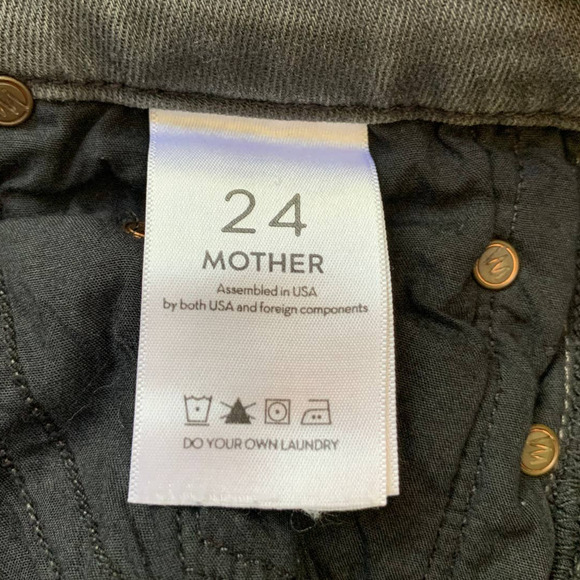 24
MOTHER
Assembled in USA
by both USA and foreign components
DO YOUR OWN LAUNDRY